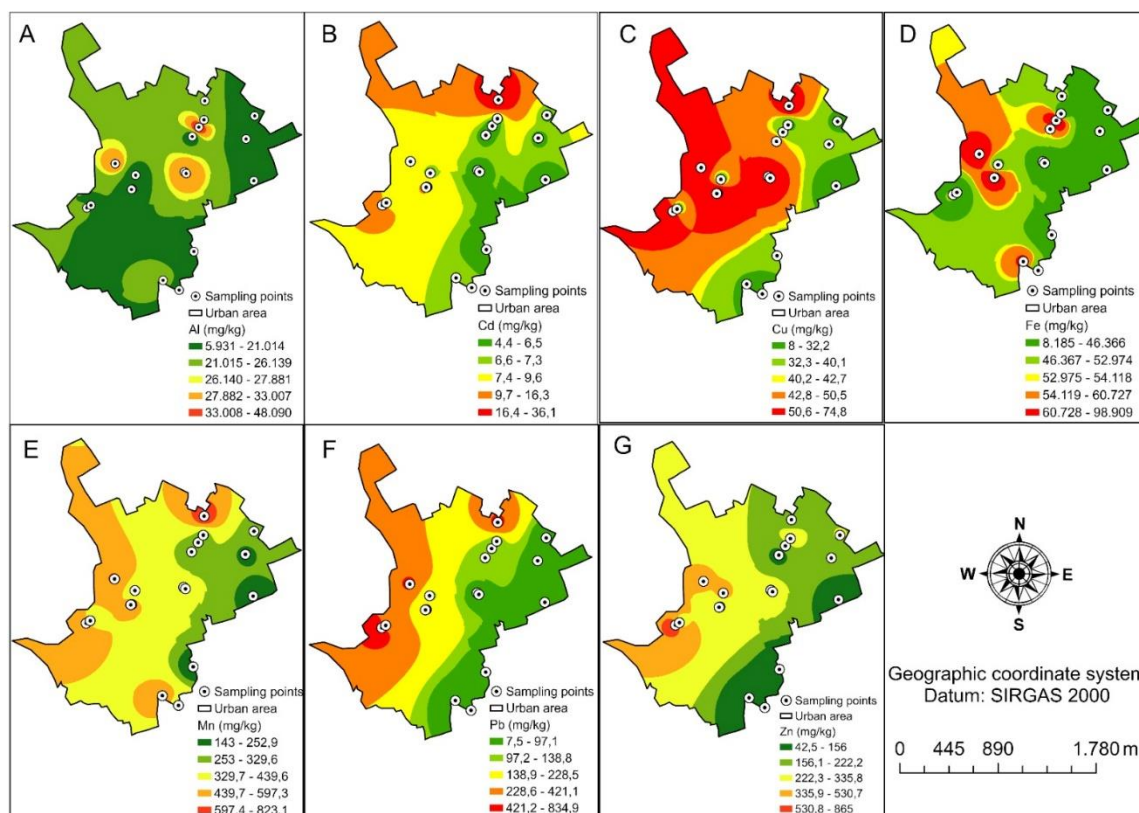 A
Sampling points
Urban area
Al (mg/kg)
5.931 - 21.014
21.015 - 26.139
26.140 - 27.881
27.882 - 33.007
33.008 - 48.090
B
Sampling points
Urban area
Cd (mg/kg)
4,4 - 6,5
6,6 - 7,3
7,4 - 9,6
9,7 - 16,3
16,4 - 36,1
C
Sampling points
Urban area
Cu (mg/kg)
8 - 32,2
32,3 - 40,1
40,2 - 42,7
42,8 - 50,5
50,6 - 74,8
D
Sampling points
Urban area
Fe (mg/kg)
8.185 - 46.366
46.367 - 52.974
52.975 - 54.118
54.119 - 60.727
60.728 - 98.909
E
Sampling points
Urban area
Mn (mg/kg)
143 - 252,9
253 - 329,6
329,7 - 439,6
439,7 - 597,3
597,4 - 823,1
F
Sampling points
Urban area
Pb (mg/kg)
7,5 - 97,1
97,2 - 138,8
138,9 - 228,5
228,6 - 421,1
421,2 - 834,9
G
Sampling points
Urban area
Zn (mg/kg)
42,5 - 156
156,1 - 222,2
222,3 - 335,8
335,9 - 530,7
530,8 - 865
N
W E
S
Geographic coordinate system
Datum: SIRGAS 2000
0 445 890 1.780 m